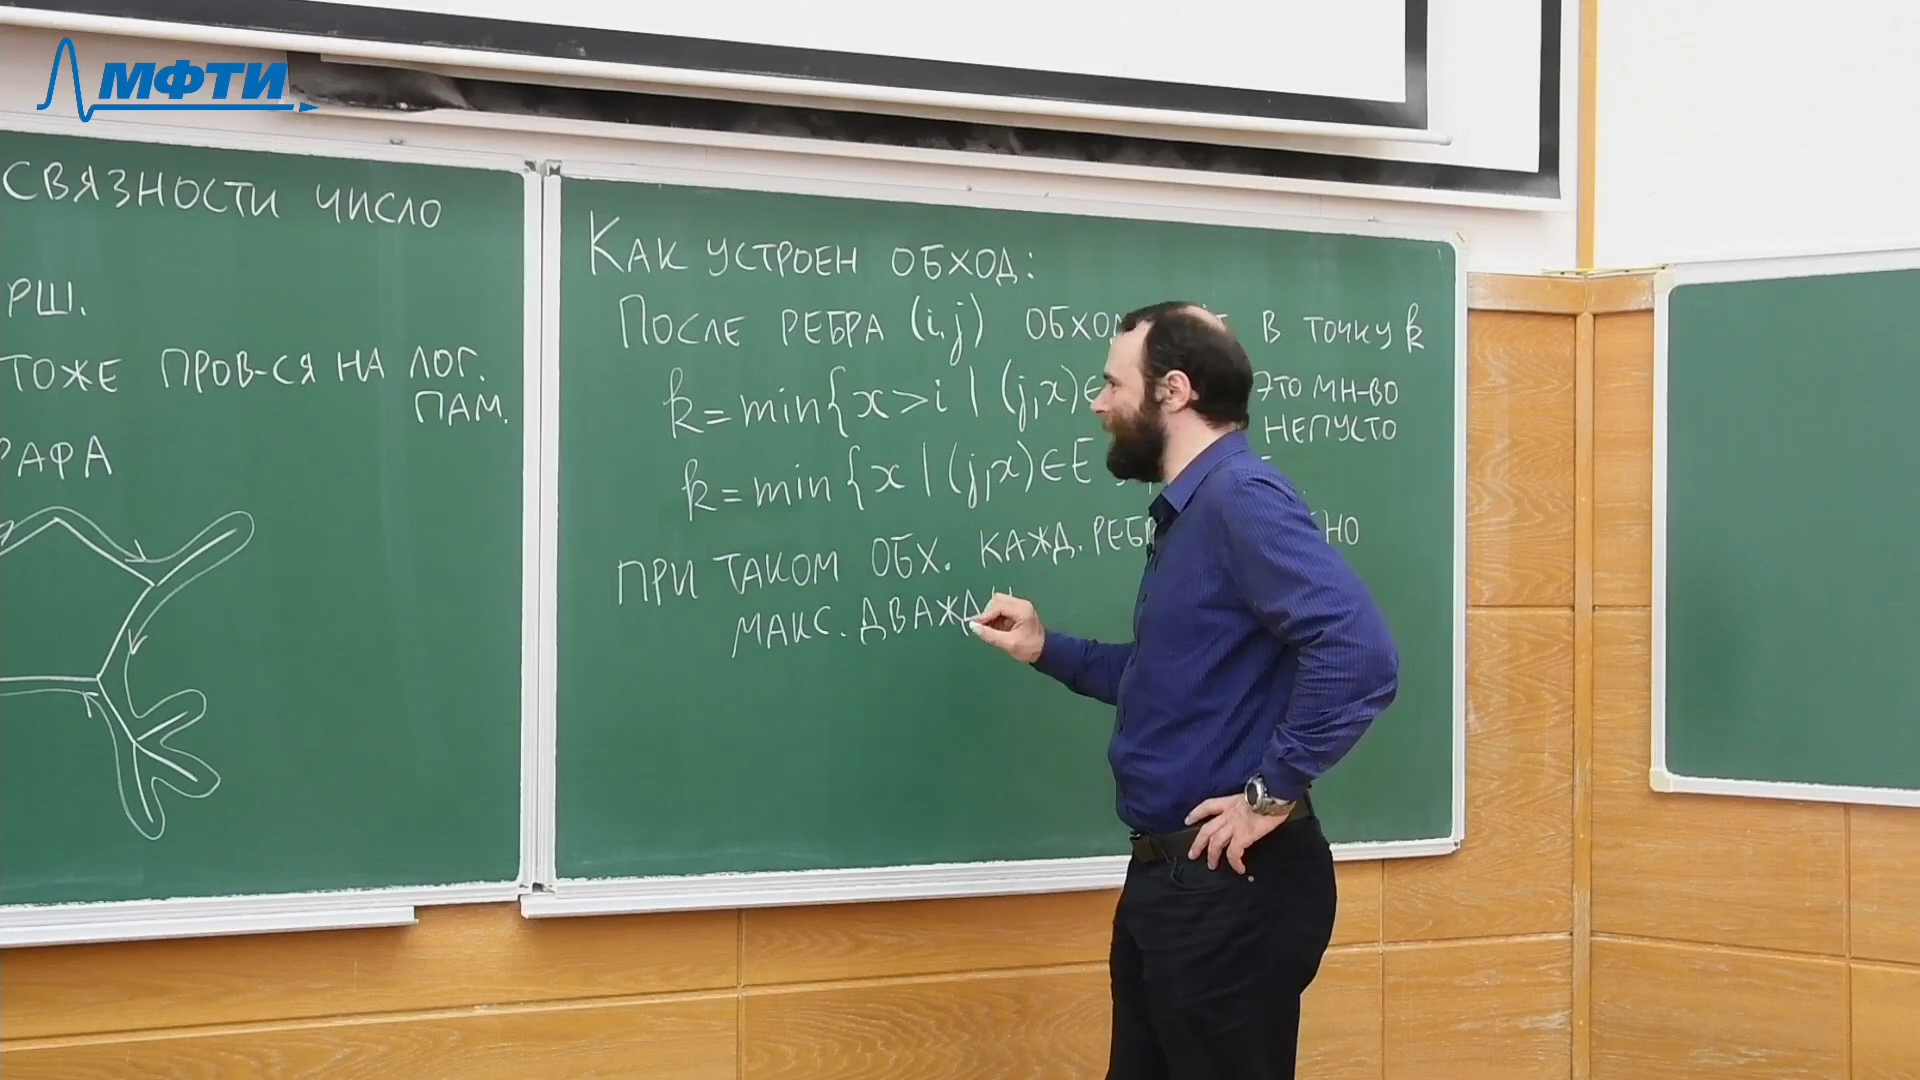 МФТИ
СВЯЗНОСТИ ЧИСЛО
РШ.
ТОЖЕ ПРОВ-СЯ НА ЛОГ.
ПАМ.
РАФА
КАК УСТРОЕН ОБХОД:
ПОСЛЕ РЕБРА (i,j) В ТОЧКУ k
k=min{x>i | (j,x)∈ ЭТО МН-ВО
НЕПУСТО
k=min{x | (j,x)∈E
ПРИ ТАКОМ ОБХ. КАЖД. РЕБР НО
МАКС. ДВАЖДЫ